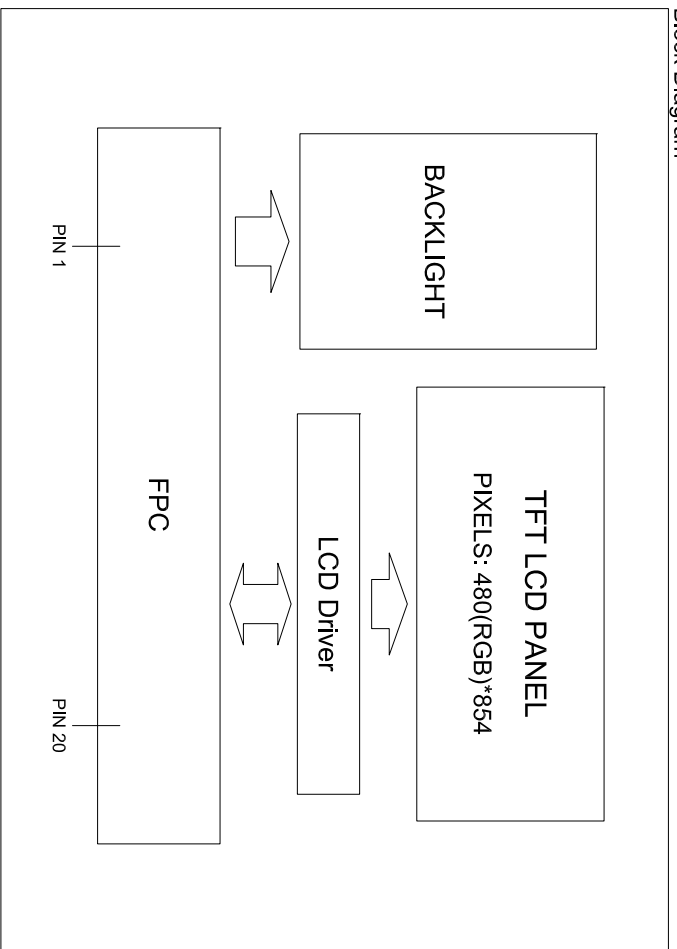 Block Diagram
BACKLIGHT
TFT LCD PANEL
PIXELS: 480(RGB)*854
LCD Driver
FPC
PIN 1
PIN 20